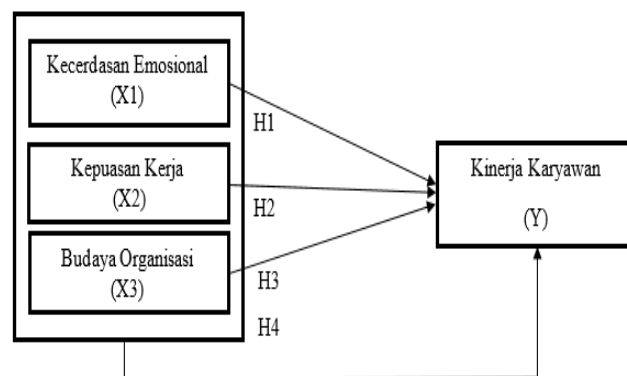 Kecerdasan Emosional
(X1)
H1
Kepuasan Kerja
(X2)
H2
Budaya Organisasi
(X3)
H3
H4
Kinerja Karyawan
(Y)